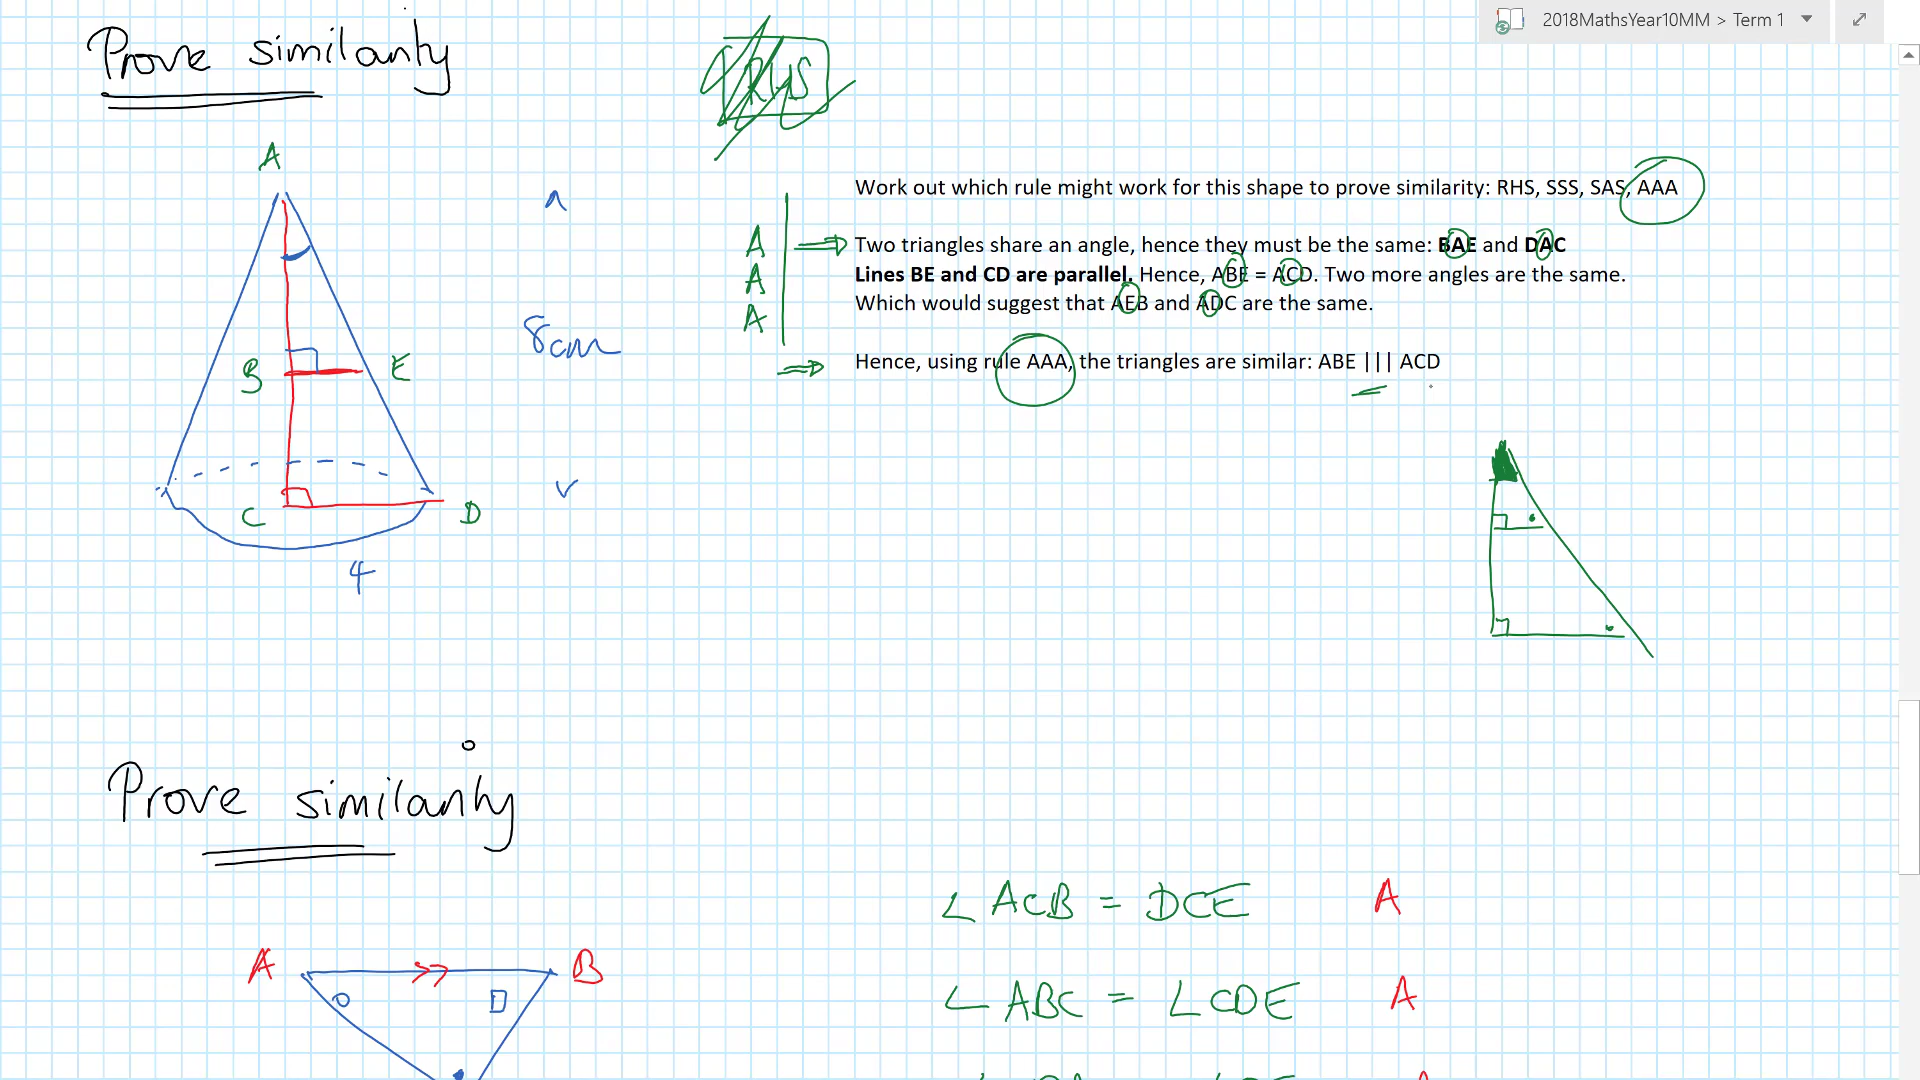 2018MathsYear10MM > Term 1
Prove similarity
RHS
A
8cm
B
E
C
D
4
Work out which rule might work for this shape to prove similarity: RHS, SSS, SAS, AAA
A
Two triangles share an angle, hence they must be the same: BAE and DAC
A
Lines BE and CD are parallel. Hence, ABE = ACD. Two more angles are the same.
A
Which would suggest that AEB and ADC are the same.
Hence, using rule AAA, the triangles are similar: ABE ||| ACD
Prove similarity
A
B
∠ ACB = DCE A
∠ ABC = ∠ CDE A